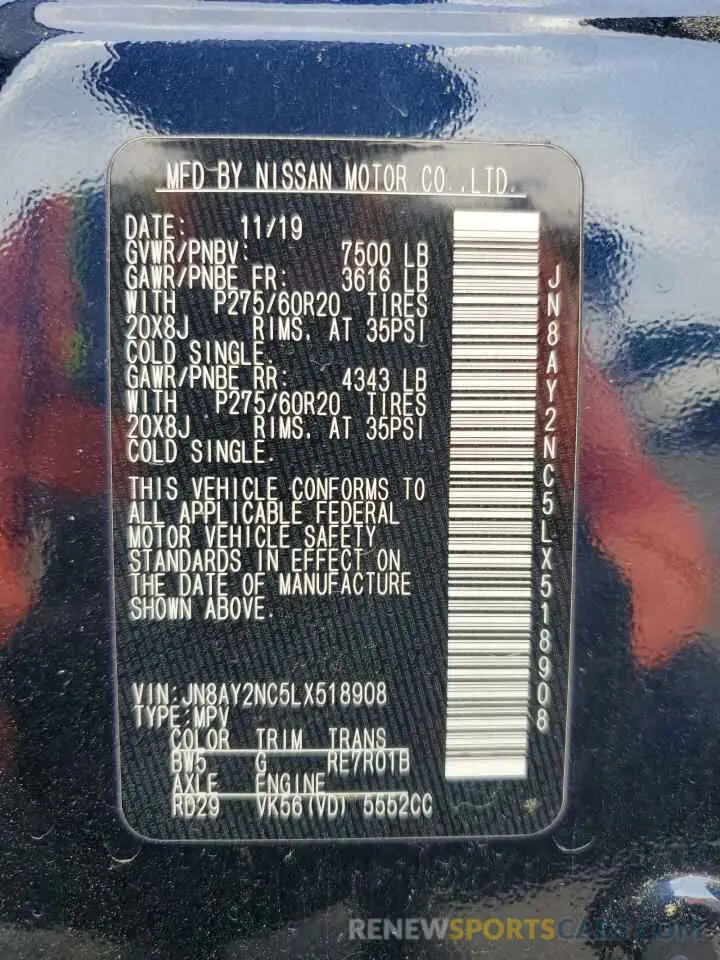 MFD BY NISSAN MOTOR CO.,LTD.
DATE: 11/19
GVWR/PNBV: 7500 LB
GAWR/PNBE FR: 3616 LB
WITH P275/60R20 TIRES
20X8J RIMS. AT 35PSI
COLD SINGLE.
GAWR/PNBE RR: 4343 LB
WITH P275/60R20 TIRES
20X8J RIMS. AT 35PSI
COLD SINGLE.
THIS VEHICLE CONFORMS TO
ALL APPLICABLE FEDERAL
MOTOR VEHICLE SAFETY
STANDARDS IN EFFECT ON
THE DATE OF MANUFACTURE
SHOWN ABOVE.
VIN:JN8AY2NC5LX518908
TYPE:MPV
COLOR TRIM TRANS
BW5 G RE7R01B
AXLE ENGINE
RD29 VK56(VD) 5552CC
JN8AY2NC5LX518908
RENEWSPORTSCARS.COM